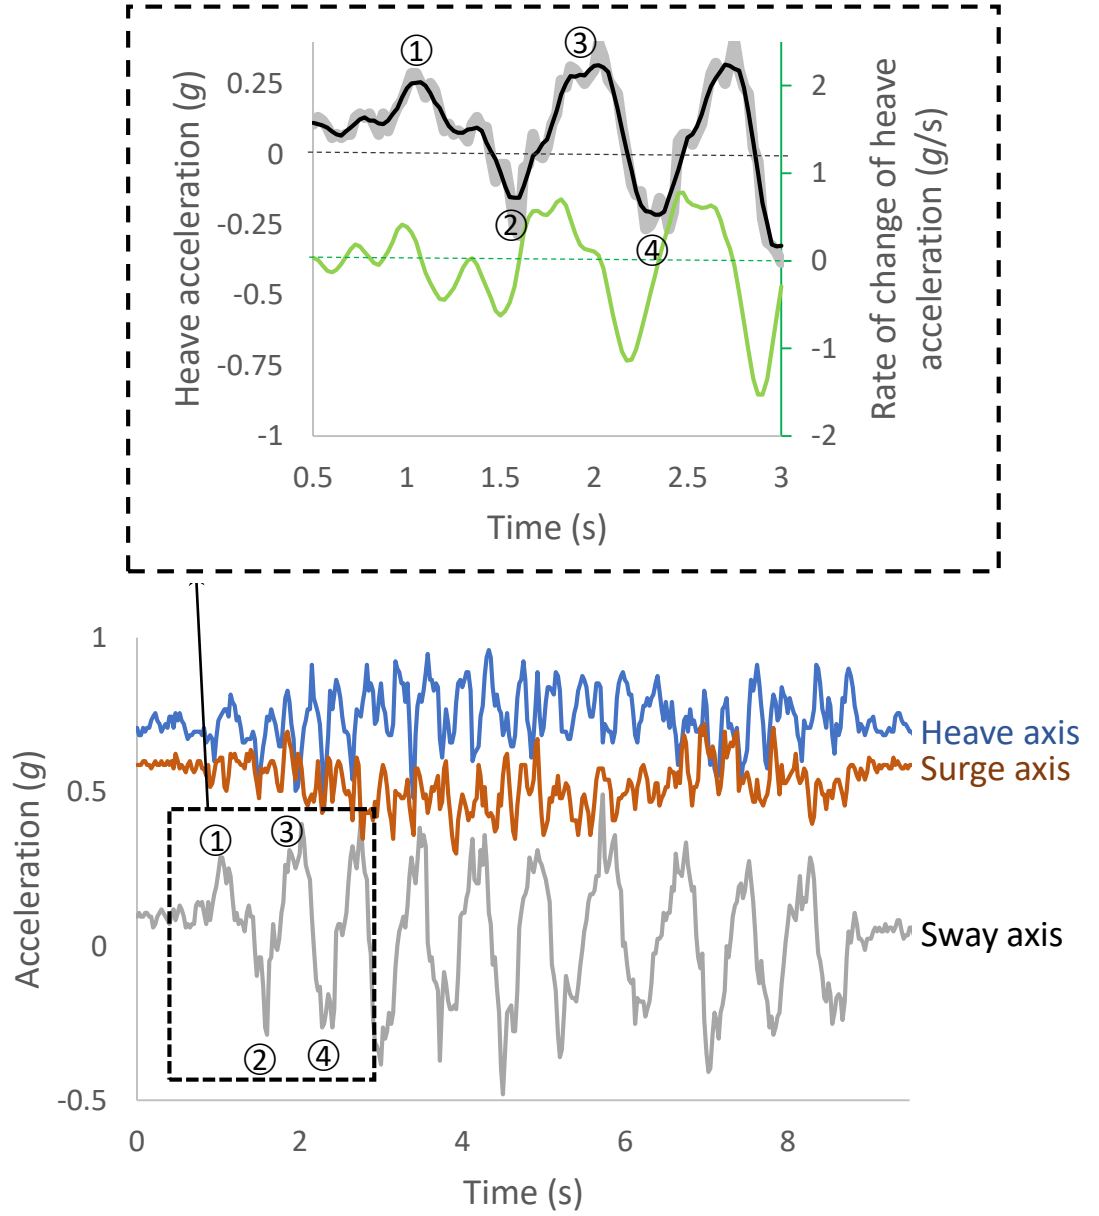 ①
③
②
④
0.25
0
-0.25
-0.5
-0.75
-1
Heave acceleration (g)
2
1
0
-1
-2
Rate of change of heave
acceleration (g/s)
0.5 1 1.5 2 2.5 3
Time (s)
1
0.5
0
-0.5
Acceleration (g)
Heave axis
Surge axis
Sway axis
①
③
②
④
0 2 4 6 8
Time (s)